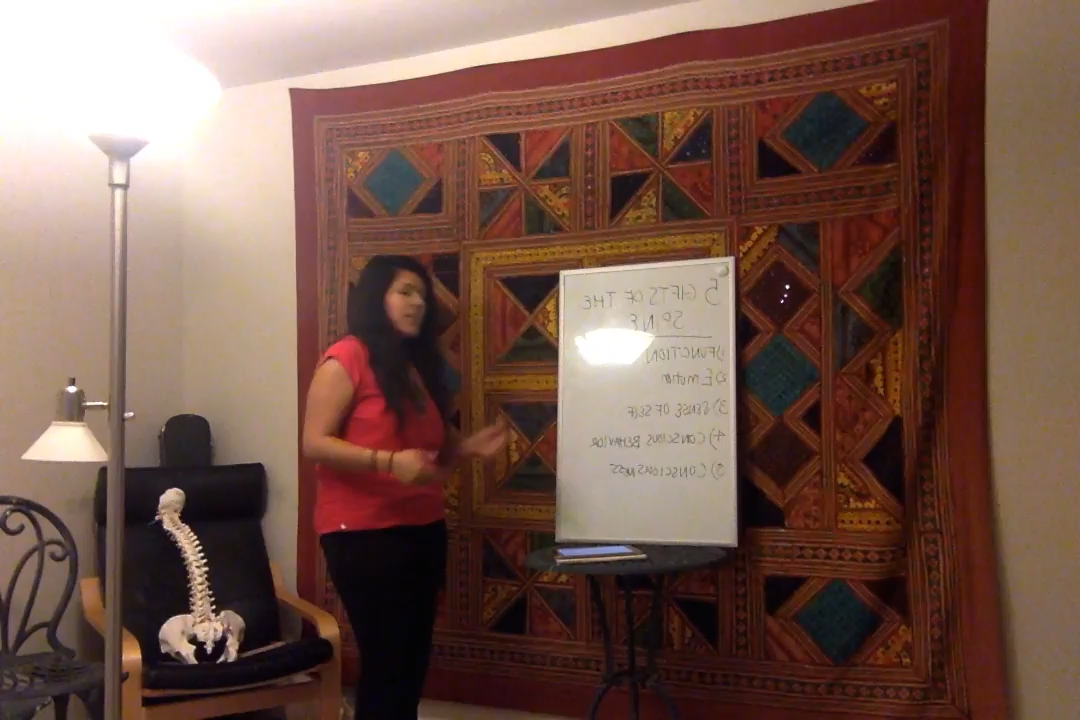 5 GIFTS OF THE
SPINE
1) FUNCTION
2) Emotion
3) SENSE OF SELF
4) CONSCIOUS BEHAVIOR
5) CONSCIOUSNESS